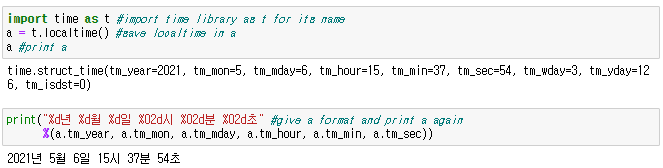 import time as t #import time library as t for its name
a = t.localtime() #save localtime in a
a #print a
time.struct_time(tm_year=2021, tm_mon=5, tm_mday=6, tm_hour=15, tm_min=37, tm_sec=54, tm_wday=3, tm_yday=12
6, tm_isdst=0)
print("%d년 %d월 %d일 %02d시 %02d분 %02d초" #give a format and print a again
%(a.tm_year, a.tm_mon, a.tm_mday, a.tm_hour, a.tm_min, a.tm_sec))
2021년 5월 6일 15시 37분 54초